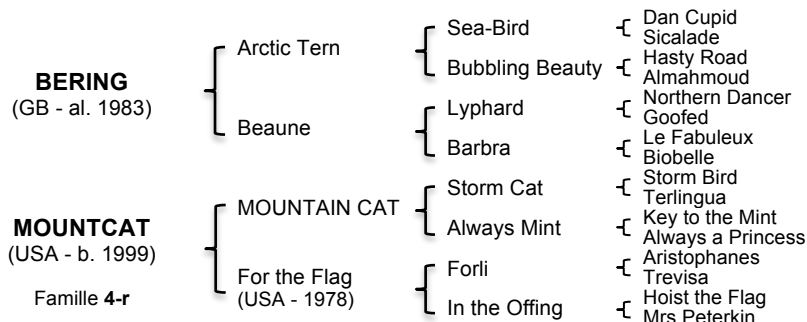 BERING
(GB - al. 1983)
Arctic Tern
Beaune
Sea-Bird
Bubbling Beauty
Lyphard
Barbra
Dan Cupid
Sicalade
Hasty Road
Almahmoud
Northern Dancer
Goofed
Le Fabuleux
Biobelle
MOUNTCAT
(USA - b. 1999)
Famille 4-r
MOUNTAIN CAT
For the Flag
(USA - 1978)
Storm Cat
Always Mint
Forli
In the Offing
Storm Bird
Terlingua
Key to the Mint
Always a Princess
Aristophanes
Trevisa
Hoist the Flag
Mrs Peterkin